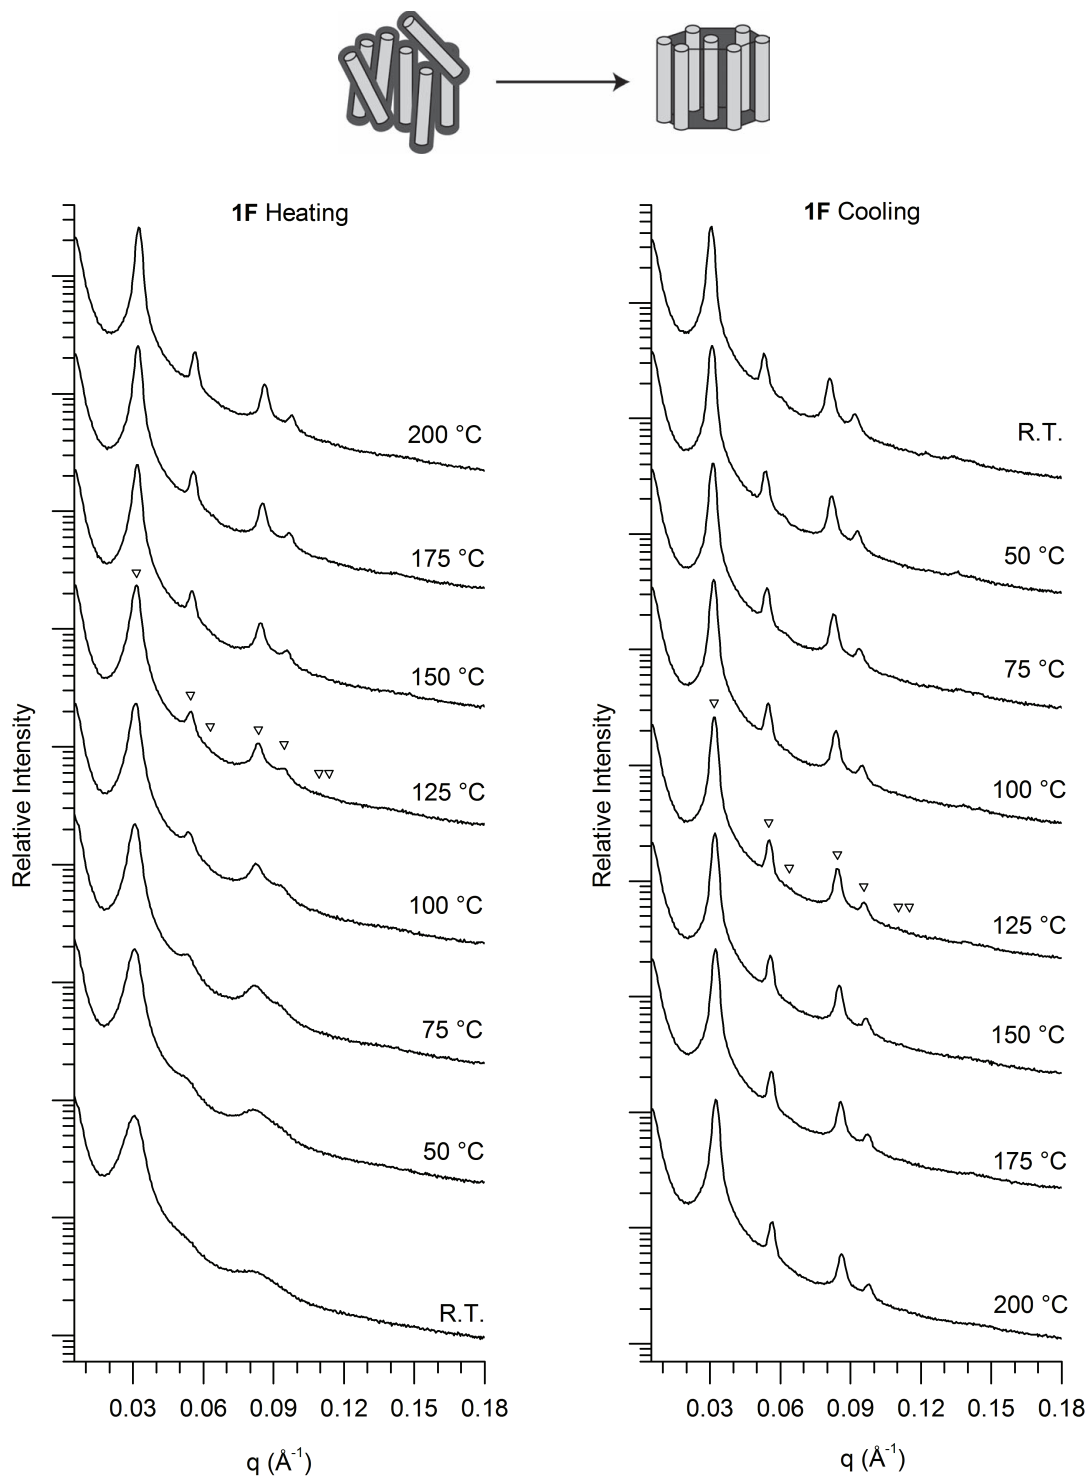 1F Heating
200 °C
175 °C
150 °C
125 °C
100 °C
75 °C
50 °C
R.T.
Relative Intensity
0.03 0.06 0.09 0.12 0.15 0.18
q (Å-1)
1F Cooling
R.T.
50 °C
75 °C
100 °C
125 °C
150 °C
175 °C
200 °C
Relative Intensity
0.03 0.06 0.09 0.12 0.15 0.18
q (Å-1)